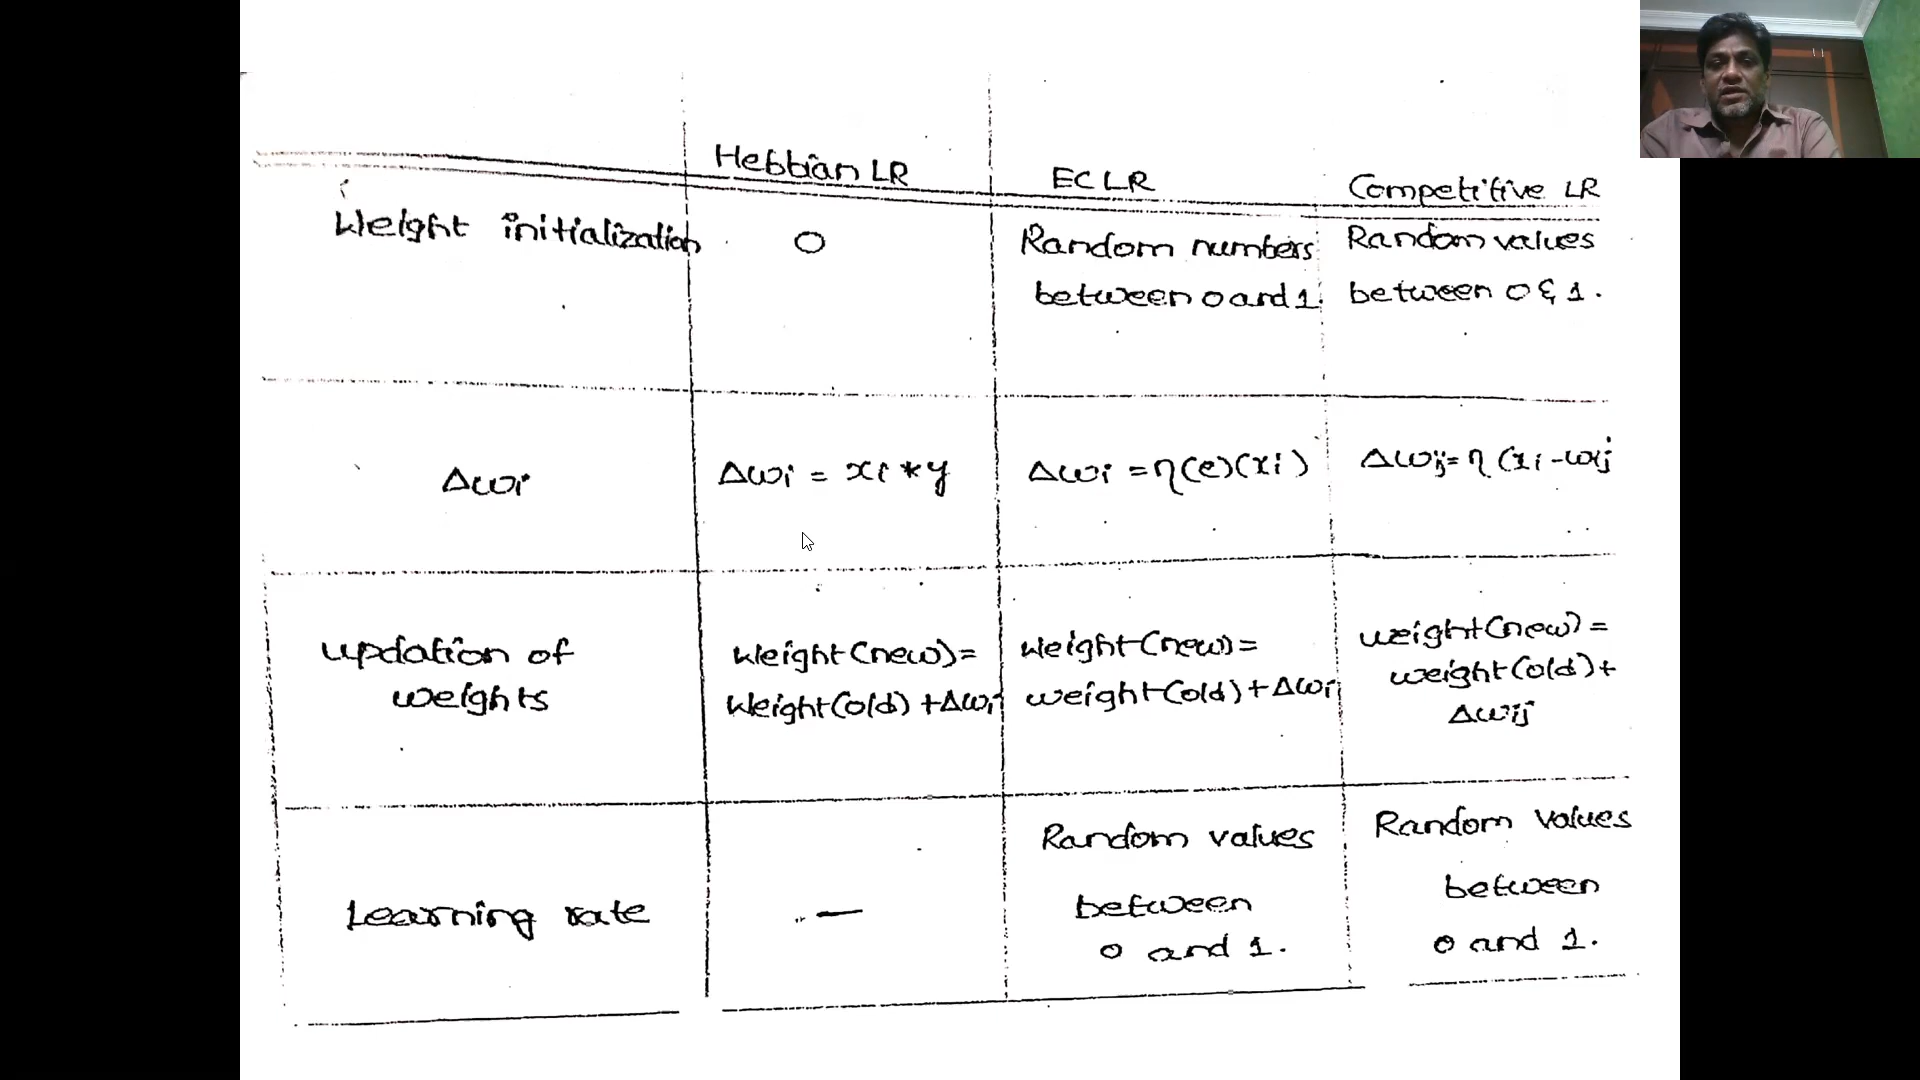 Hebbian LR
EC LR
Competitive LR
Weight initialization
0
Random numbers
between 0 and 1.
Random values
between 0 & 1.
Δwi
Δwi = xi * y
Δwi = η(e)(xi)
Δwij = η (xi - wij
updation of
weights
Weight(new) =
Weight(old) + Δwi
Weight(new) =
weight(old) + Δwi
weight(new) =
weight(old) +
Δwij
Learning rate
—
Random values
between
0 and 1.
Random values
between
0 and 1.